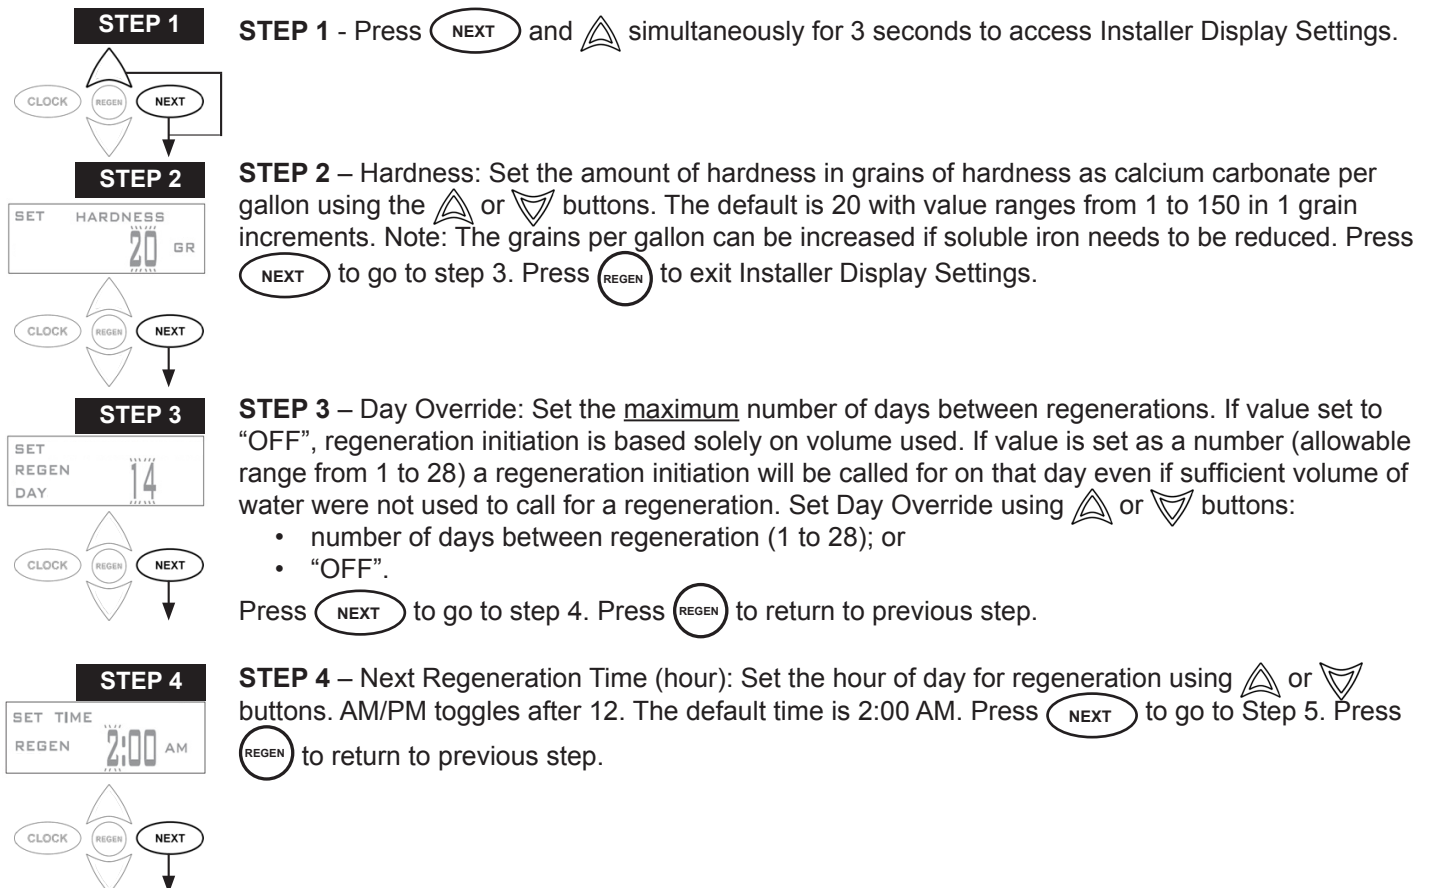 STEP 1
STEP 1 - Press NEXT and simultaneously for 3 seconds to access Installer Display Settings.
CLOCK REGEN NEXT
STEP 2
STEP 2 – Hardness: Set the amount of hardness in grains of hardness as calcium carbonate per
gallon using the or buttons. The default is 20 with value ranges from 1 to 150 in 1 grain
increments. Note: The grains per gallon can be increased if soluble iron needs to be reduced. Press
NEXT to go to step 3. Press REGEN to exit Installer Display Settings.
SET HARDNESS
20 GR
CLOCK REGEN NEXT
STEP 3
STEP 3 – Day Override: Set the maximum number of days between regenerations. If value set to
“OFF”, regeneration initiation is based solely on volume used. If value is set as a number (allowable
range from 1 to 28) a regeneration initiation will be called for on that day even if sufficient volume of
water were not used to call for a regeneration. Set Day Override using or buttons:
• number of days between regeneration (1 to 28); or
• “OFF”.
Press NEXT to go to step 4. Press REGEN to return to previous step.
SET
REGEN 14
DAY
CLOCK REGEN NEXT
STEP 4
STEP 4 – Next Regeneration Time (hour): Set the hour of day for regeneration using or
buttons. AM/PM toggles after 12. The default time is 2:00 AM. Press NEXT to go to Step 5. Press
REGEN to return to previous step.
SET TIME
REGEN 2:00 AM
CLOCK REGEN NEXT